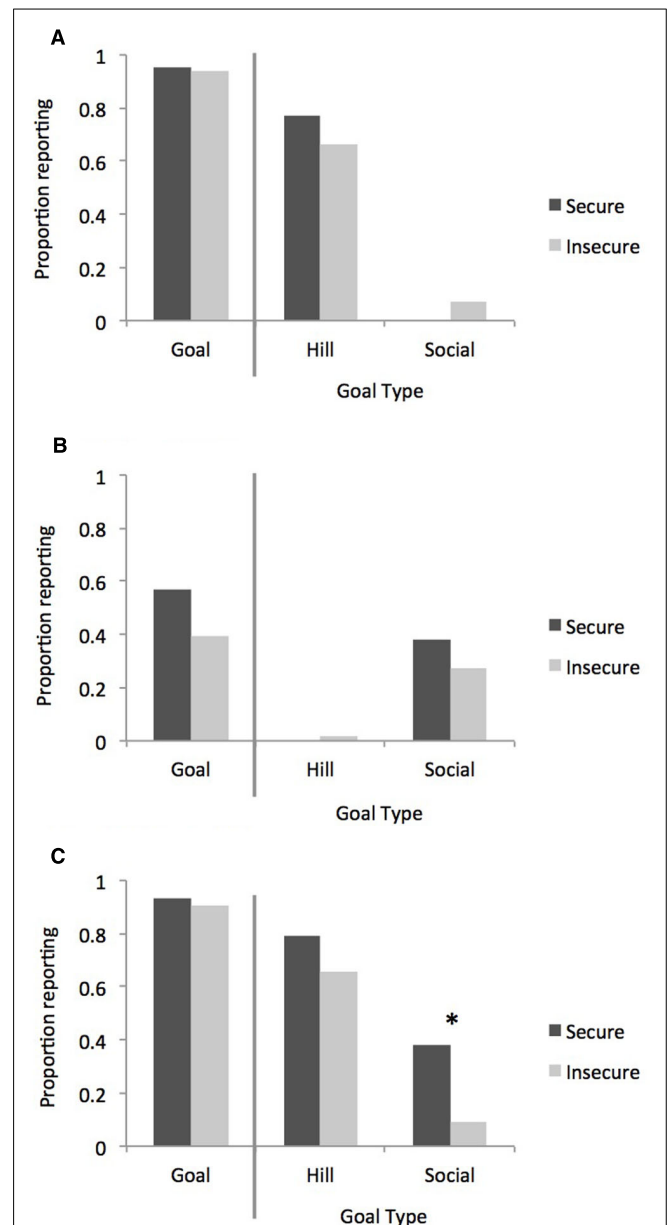 A
Proportion reporting
1
0.8
0.6
0.4
0.2
0
Goal
Hill
Social
Goal Type
Secure
Insecure
B
Proportion reporting
1
0.8
0.6
0.4
0.2
0
Goal
Hill
Social
Goal Type
Secure
Insecure
C
Proportion reporting
1
0.8
0.6
0.4
0.2
0
*
Goal
Hill
Social
Goal Type
Secure
Insecure